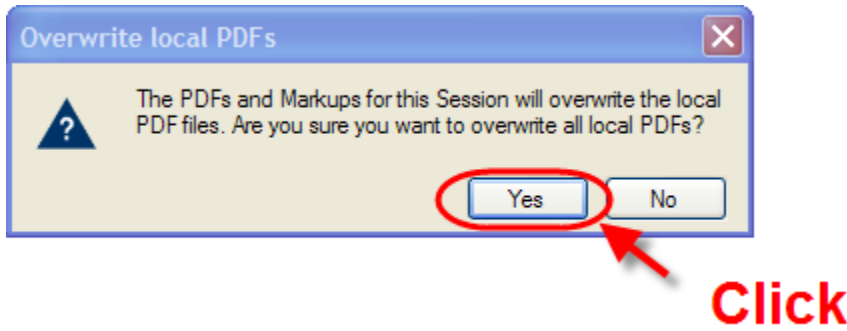 Overwrite local PDFs
The PDFs and Markups for this Session will overwrite the local
PDF files. Are you sure you want to overwrite all local PDFs?
Yes
No
Click